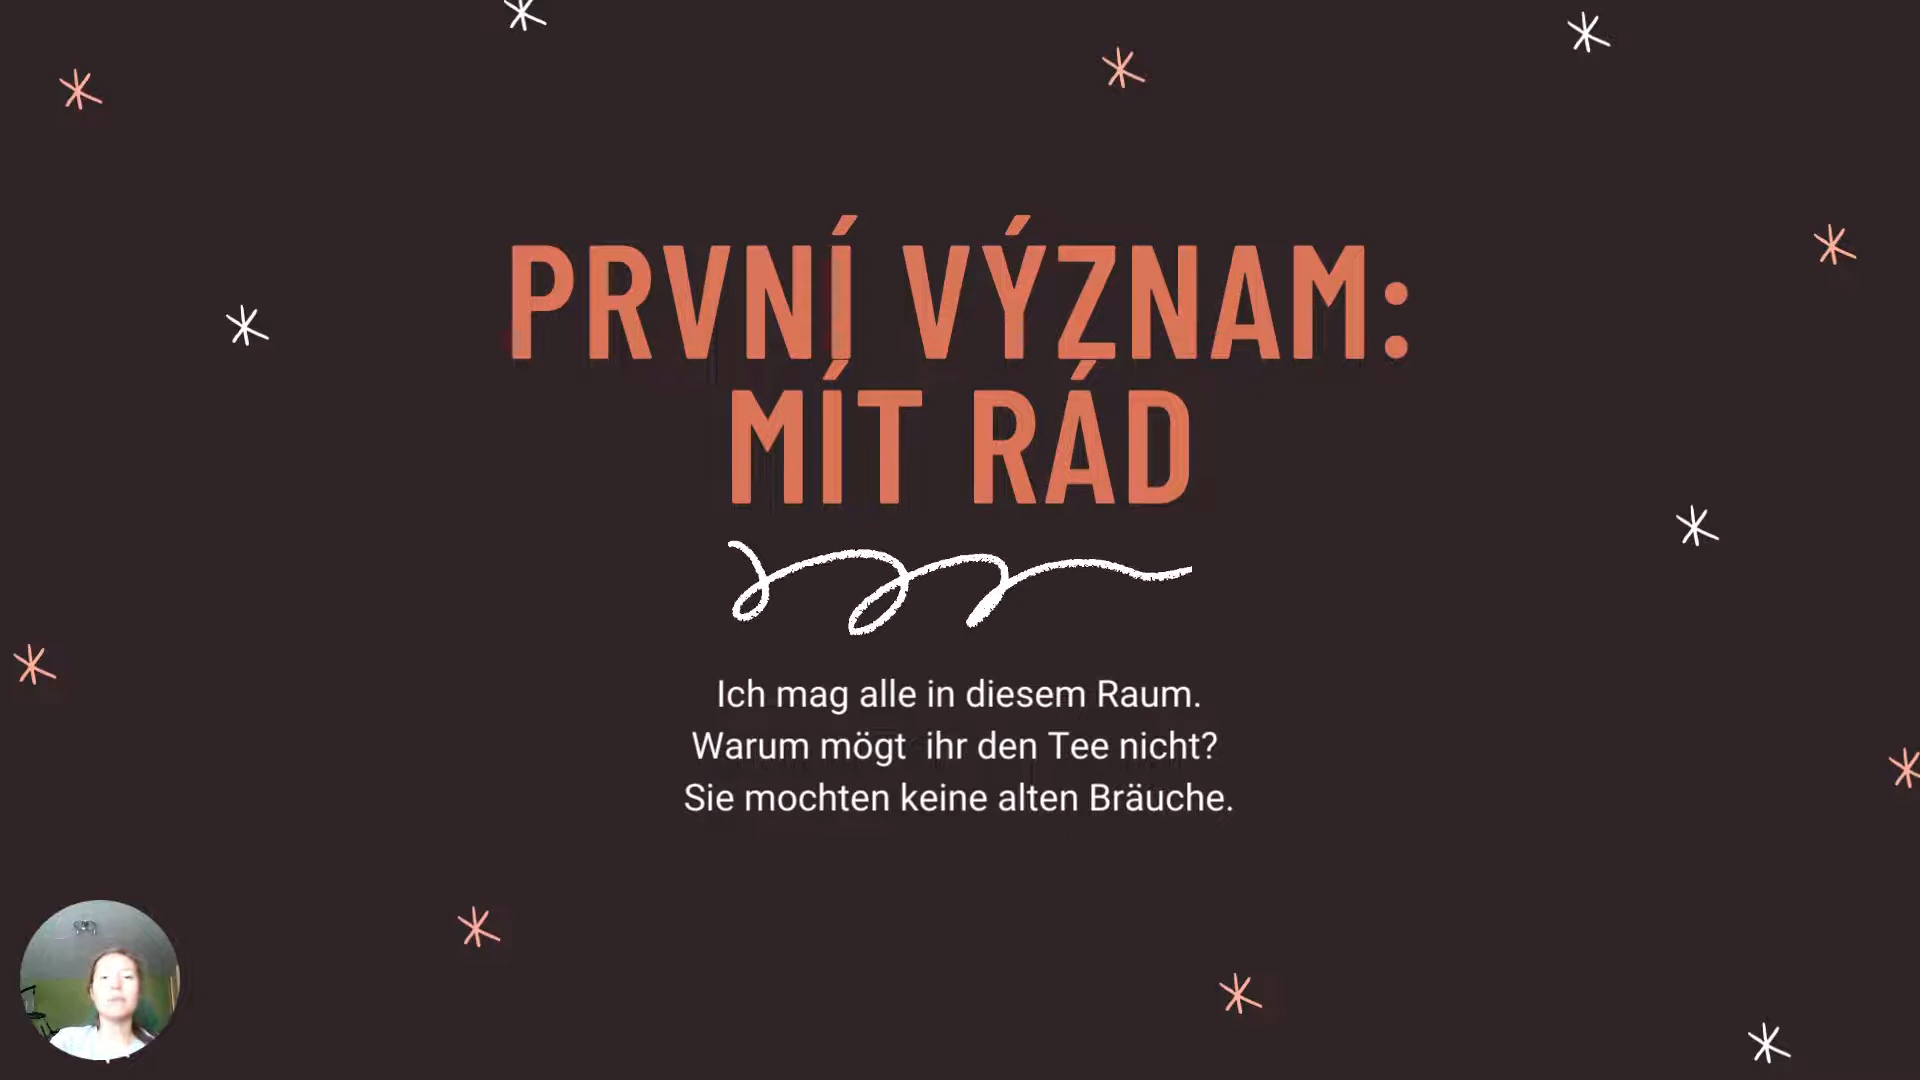 PRVNÍ VÝZNAM:
MÍT RÁD
Ich mag alle in diesem Raum.
Warum mögt ihr den Tee nicht?
Sie mochten keine alten Bräuche.